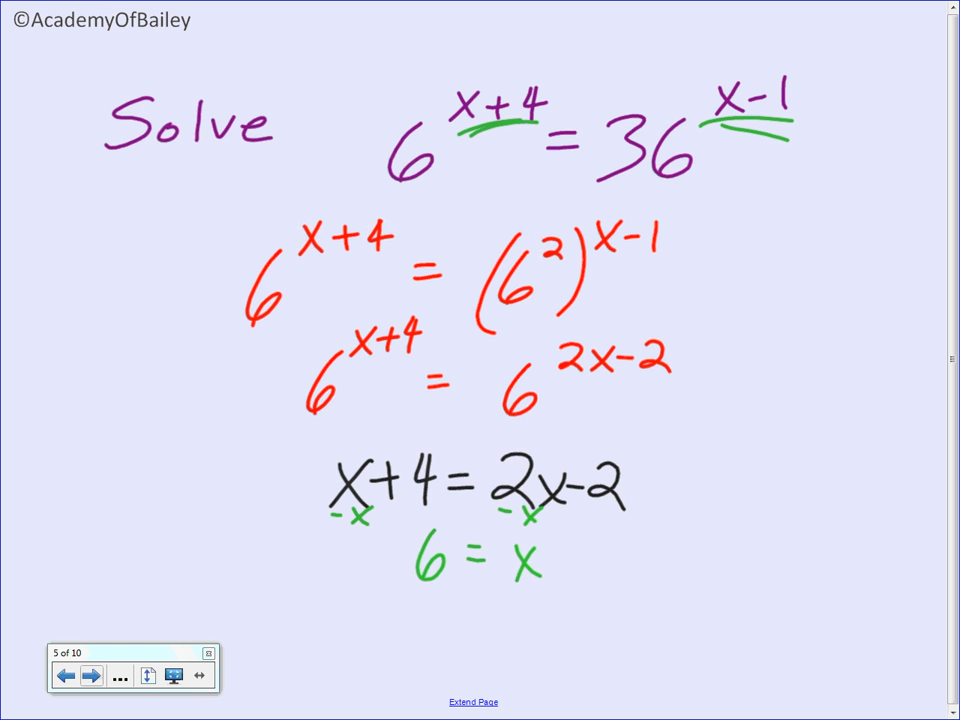 ©AcademyOfBailey
Solve 6^(x+4) = 36^(x-1)
6^(x+4) = (6^2)^(x-1)
6^(x+4) = 6^(2x-2)
x+4=2x-2
-x -x
6 = x
5 of 10
...
Extend Page